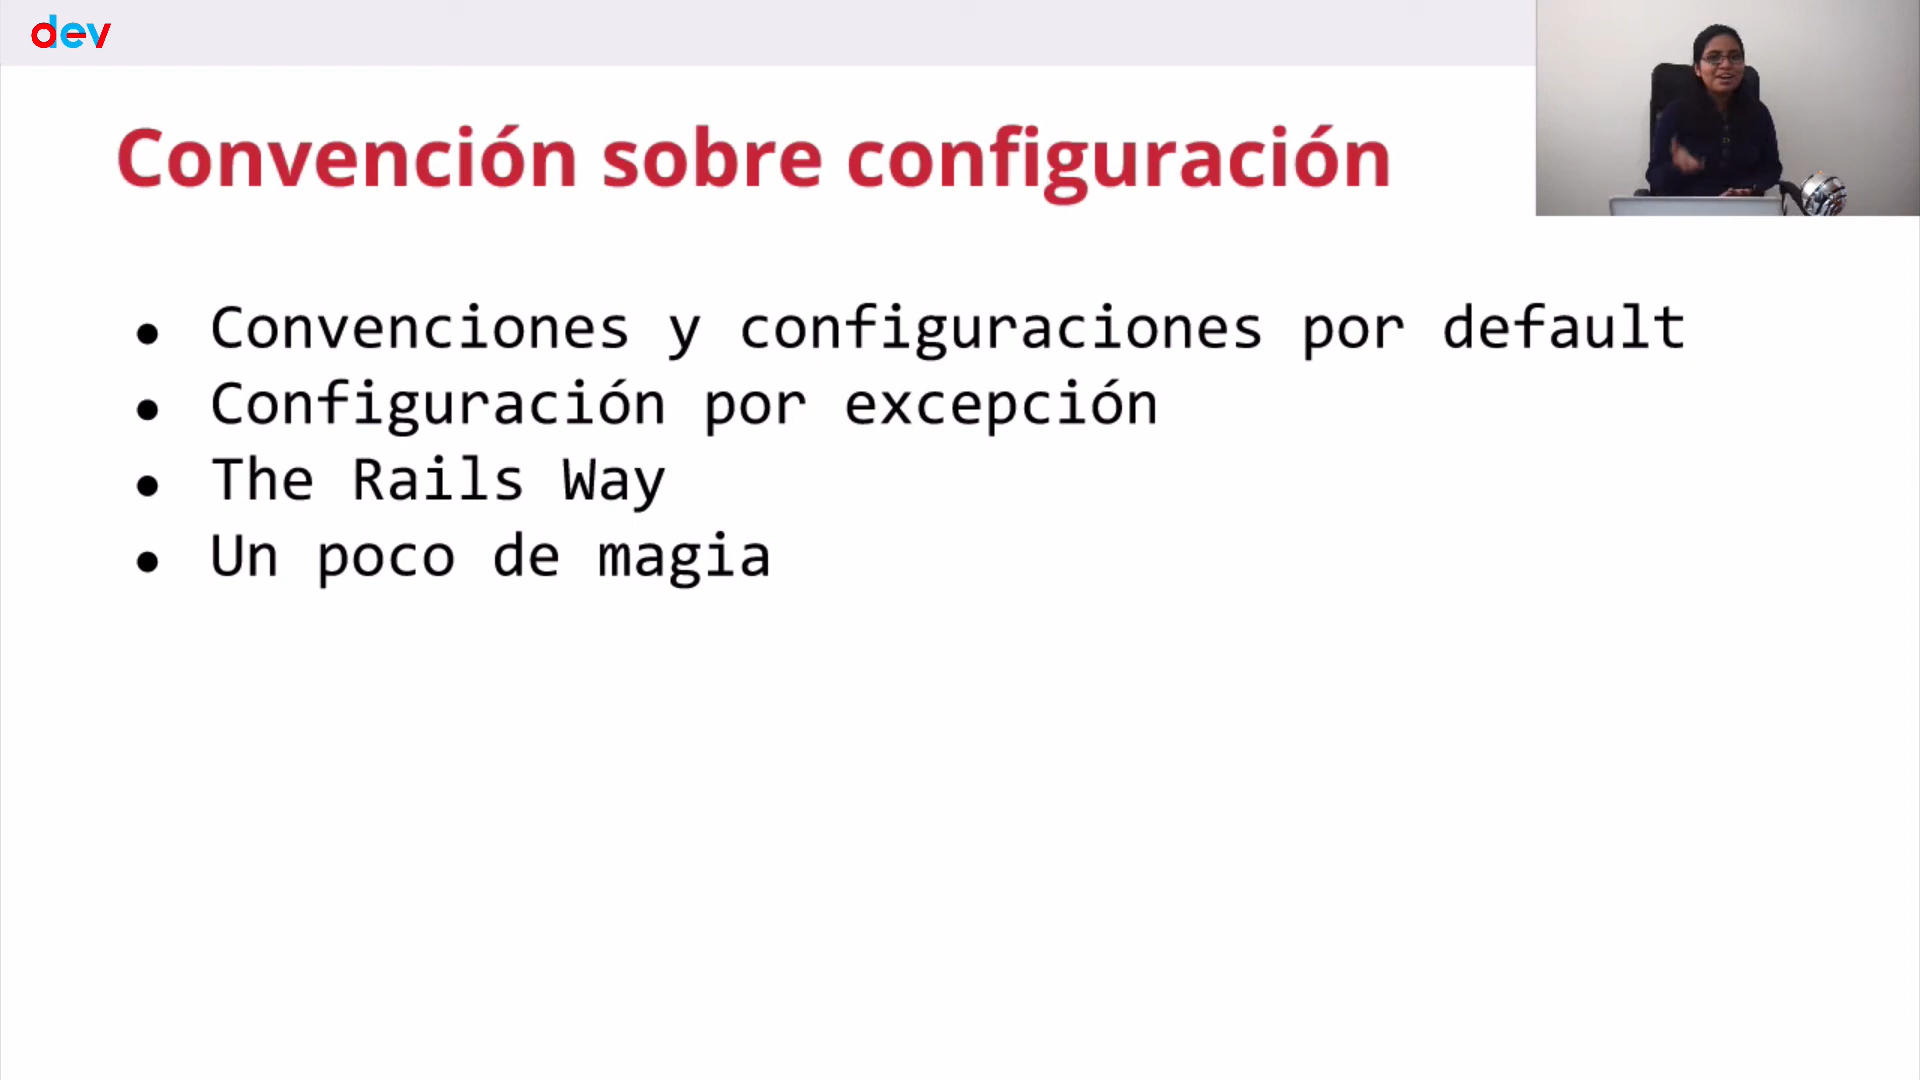 dev
Convención sobre configuración
● Convenciones y configuraciones por default
● Configuración por excepción
● The Rails Way
● Un poco de magia